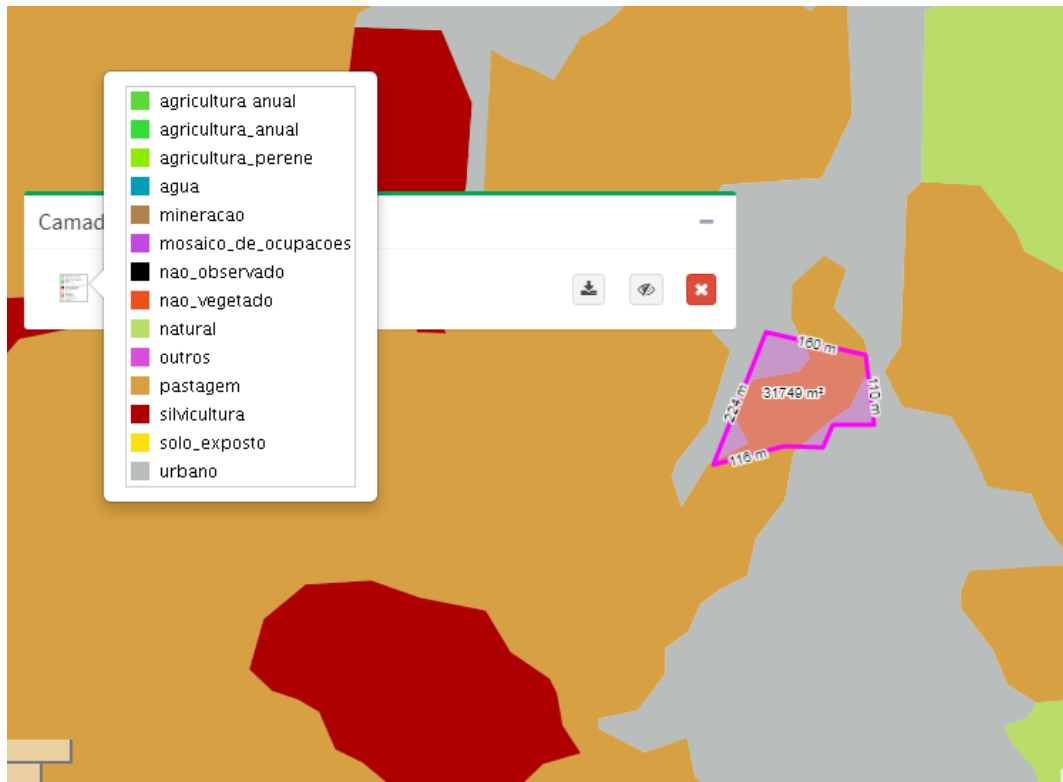 agricultura anual
agricultura_anual
agricultura_perene
agua
mineracao
mosaico_de_ocupacoes
nao_observado
nao_vegetado
natural
outros
pastagem
silvicultura
solo_exposto
urbano
Camad
160 m
224 m
31749 m²
110 m
116 m